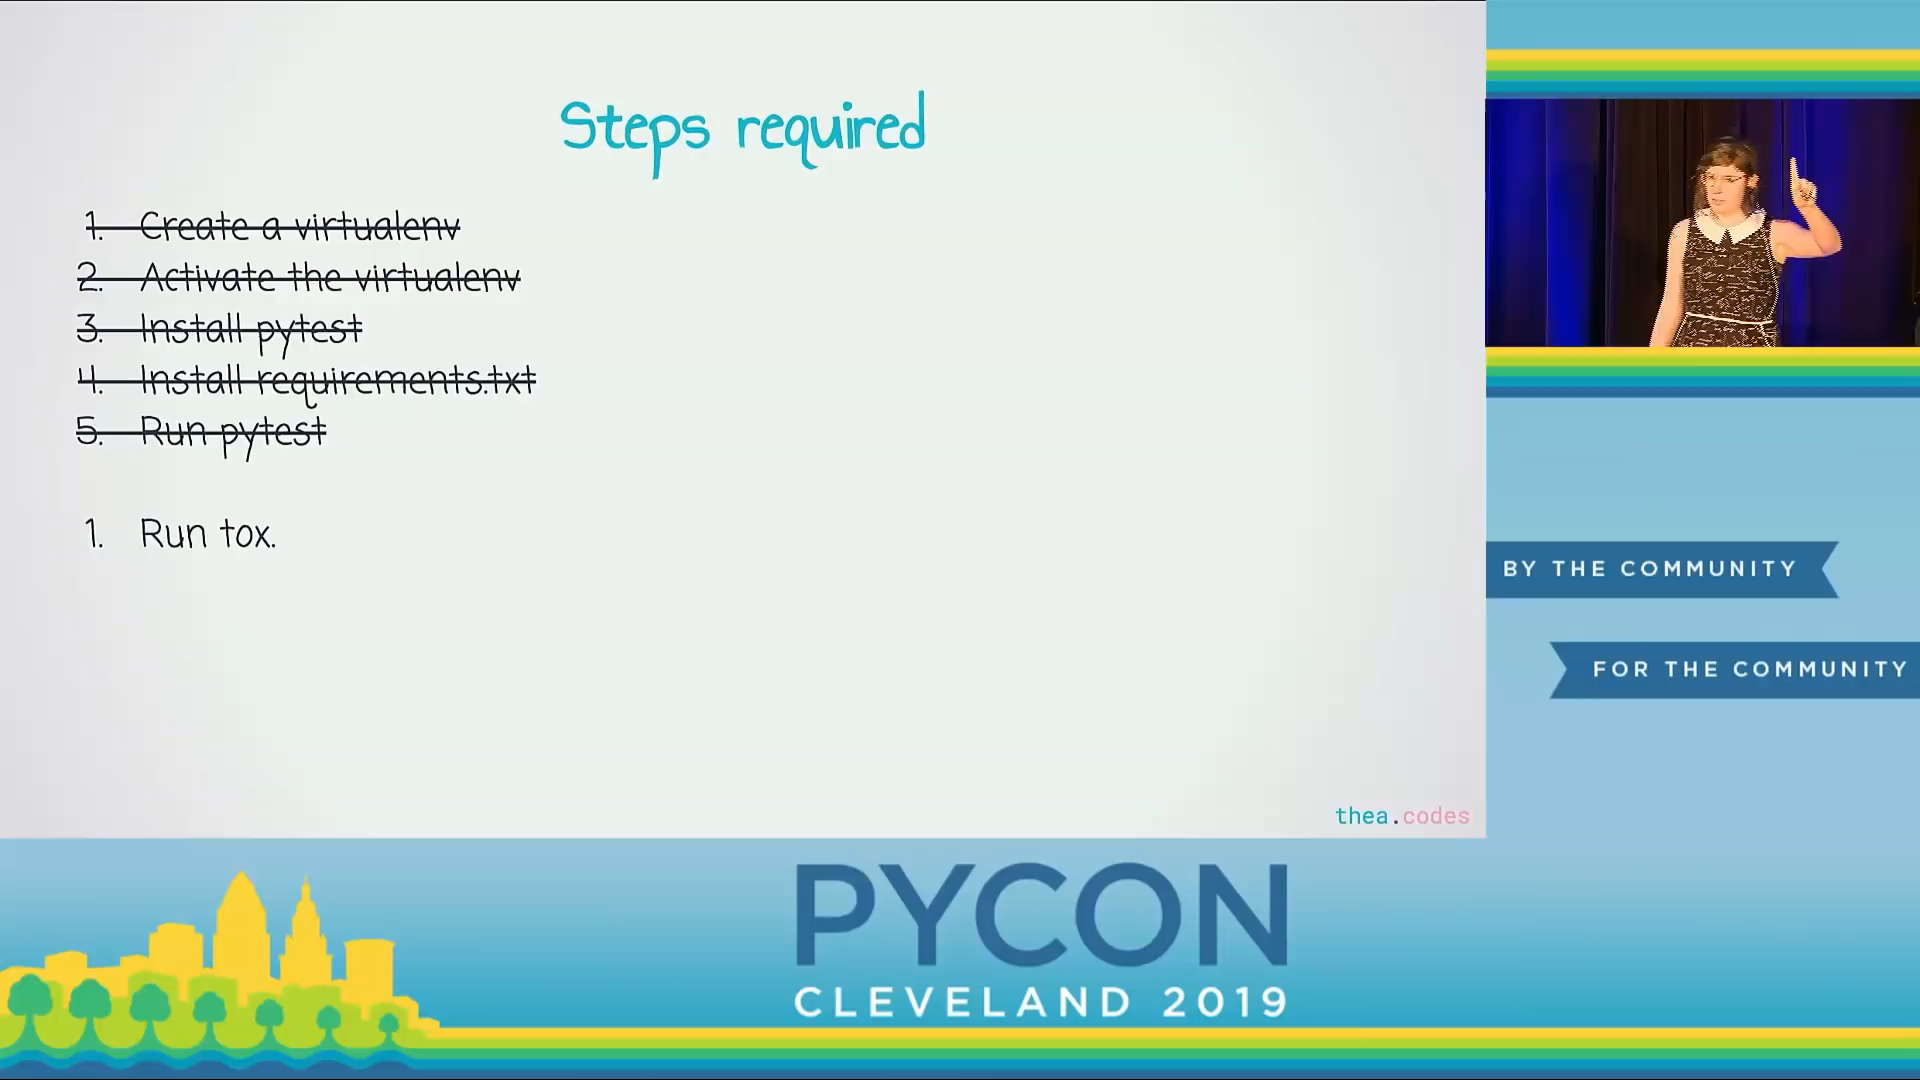 Steps required
1. Create a virtualenv
2. Activate the virtualenv
3. Install pytest
4. Install requirements.txt
5. Run pytest
1. Run tox.
thea.codes
BY THE COMMUNITY
FOR THE COMMUNITY
PYCON
CLEVELAND 2019